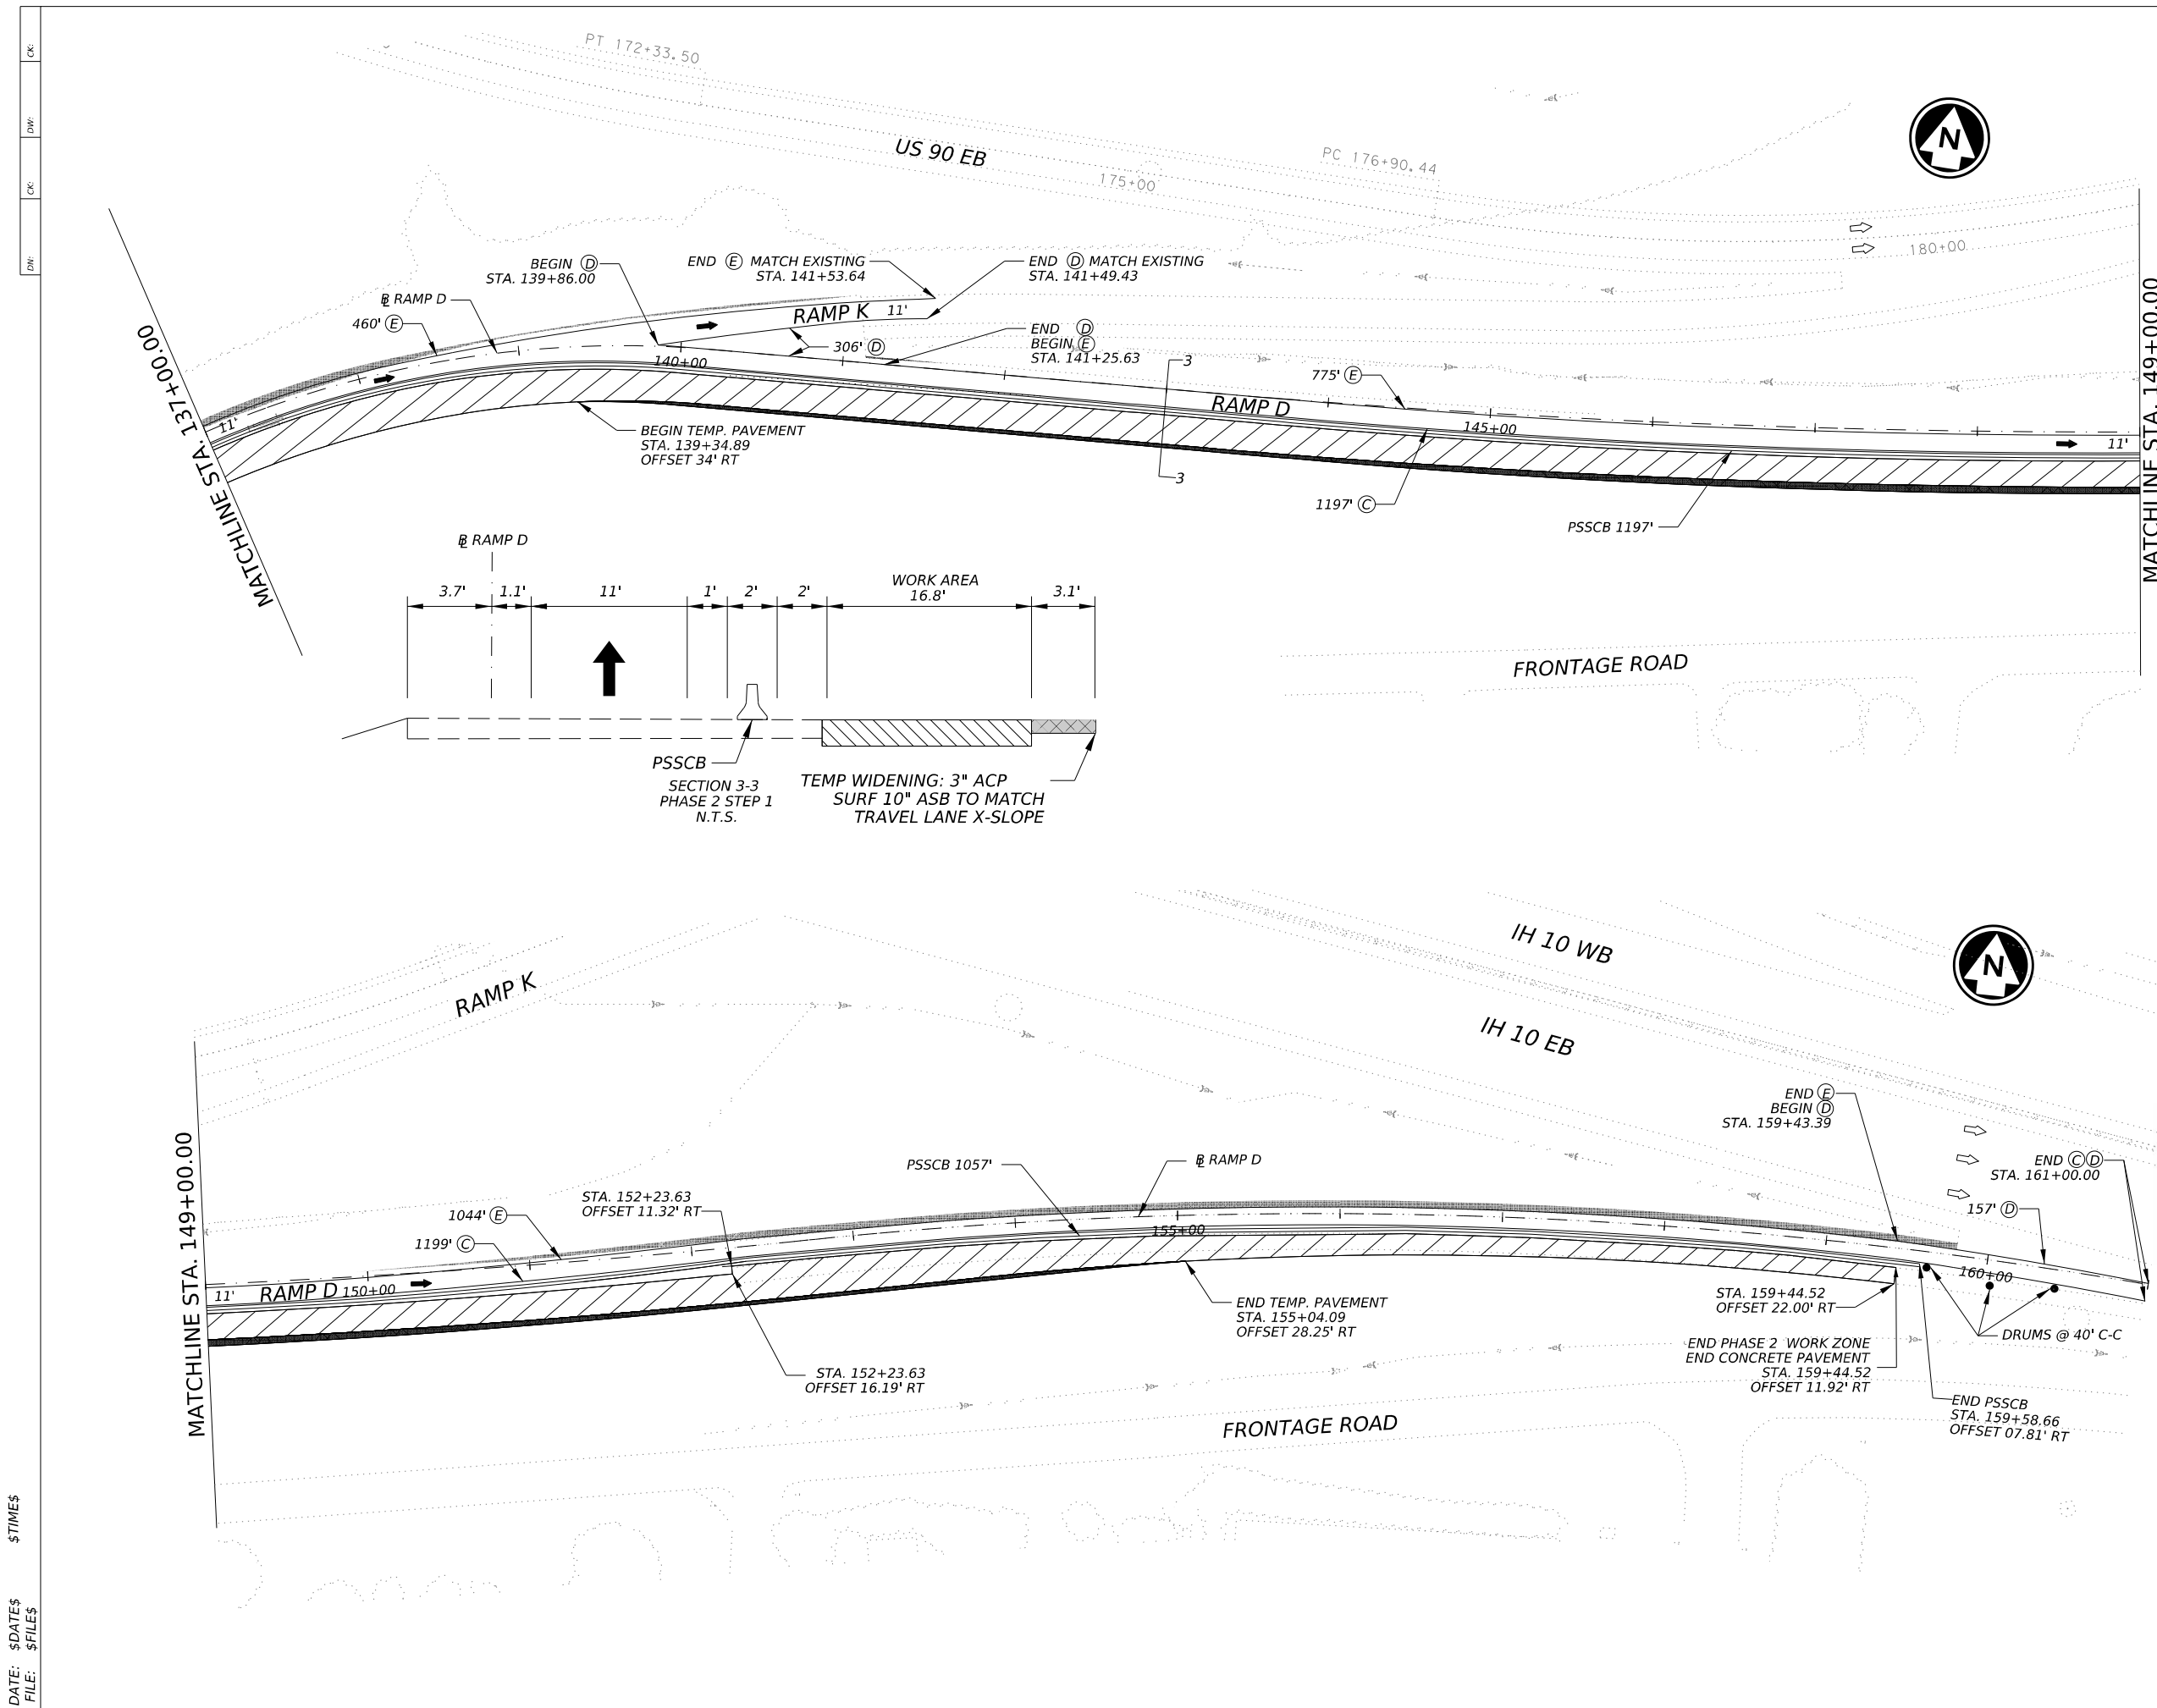 CK:
DW:
CK:
DN:
PT 172+33.50
US 90 EB
PC 176+90.44
175+00
180+00
N
BEGIN Ⓓ
STA. 139+86.00
END Ⓔ MATCH EXISTING
STA. 141+53.64
END Ⓓ MATCH EXISTING
STA. 141+49.43
℄ RAMP D
460' Ⓔ
RAMP K
11'
END Ⓓ
BEGIN Ⓔ
STA. 141+25.63
306' Ⓓ
140+00
3
775' Ⓔ
RAMP D
145+00
11'
11'
MATCHLINE STA. 137+00.00
MATCHLINE STA. 149+00.00
BEGIN TEMP. PAVEMENT
STA. 139+34.89
OFFSET 34' RT
3
1197' Ⓒ
PSSCB 1197'
FRONTAGE ROAD
℄ RAMP D
3.7'
1.1'
11'
1'
2'
2'
WORK AREA
16.8'
3.1'
PSSCB
SECTION 3-3
PHASE 2 STEP 1
N.T.S.
TEMP WIDENING: 3" ACP
SURF 10" ASB TO MATCH
TRAVEL LANE X-SLOPE
IH 10 WB
IH 10 EB
N
RAMP K
MATCHLINE STA. 149+00.00
END Ⓔ
BEGIN Ⓓ
STA. 159+43.39
END ⒸⒹ
STA. 161+00.00
157' Ⓓ
PSSCB 1057'
℄ RAMP D
STA. 152+23.63
OFFSET 11.32' RT
1044' Ⓔ
1199' Ⓒ
155+00
11'
RAMP D
150+00
160+00
END TEMP. PAVEMENT
STA. 155+04.09
OFFSET 28.25' RT
STA. 159+44.52
OFFSET 22.00' RT
DRUMS @ 40' C-C
END PHASE 2 WORK ZONE
END CONCRETE PAVEMENT
STA. 159+44.52
OFFSET 11.92' RT
STA. 152+23.63
OFFSET 16.19' RT
END PSSCB
STA. 159+58.66
OFFSET 07.81' RT
FRONTAGE ROAD
DATE: $DATE$ $TIME$
FILE: $FILE$